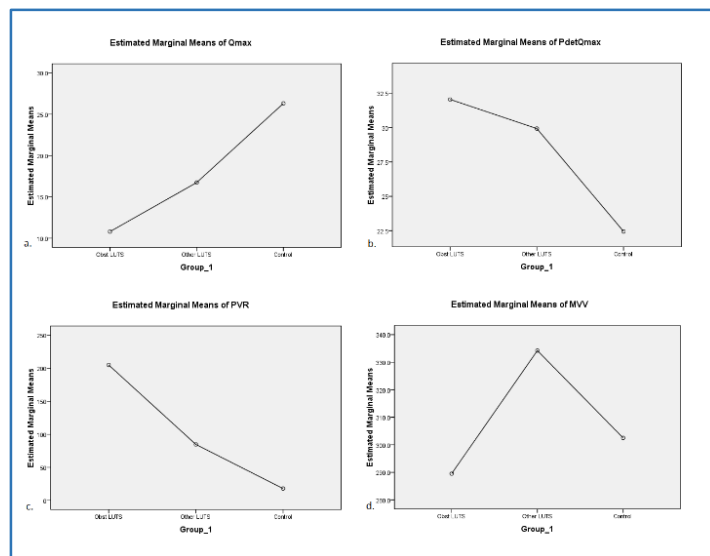 Estimated Marginal Means of Qmax
Estimated Marginal Means
30.0
25.0
20.0
15.0
10.0
a.
Obst LUTS
Other LUTS
Control
Group_1
Estimated Marginal Means of PdetQmax
Estimated Marginal Means
32.5
30
27.5
25
22.5
b.
Obst LUTS
Other LUTS
Control
Group_1
Estimated Marginal Means of PVR
Estimated Marginal Means
250
200
150
100
50
0
c.
Obst LUTS
Other LUTS
Control
Group_1
Estimated Marginal Means of MVV
Estimated Marginal Means
d.
Obst LUTS
Other LUTS
Control
Group_1